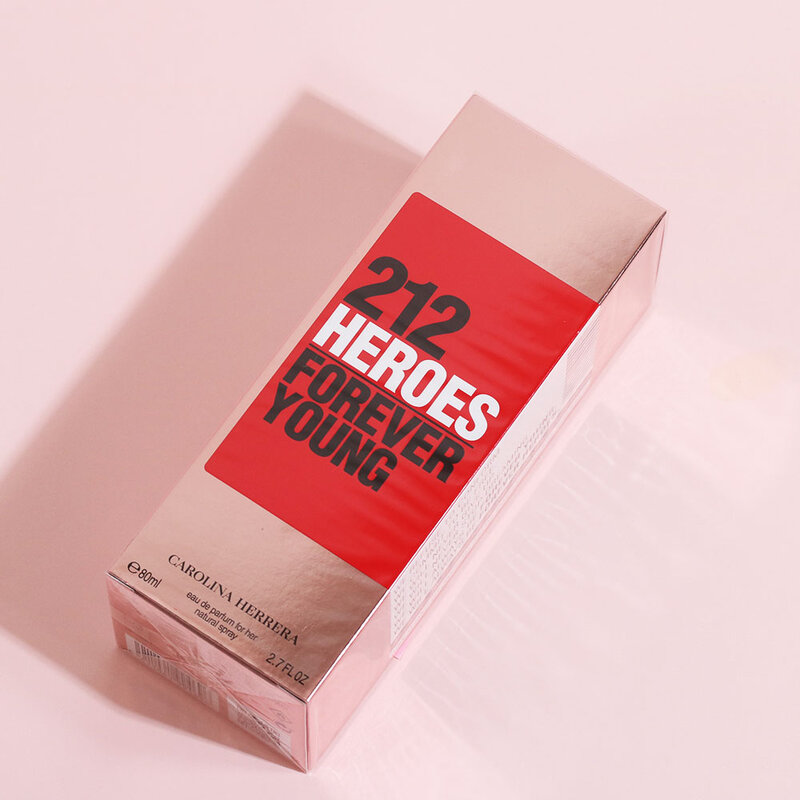 212
HEROES
FOREVER
YOUNG
CAROLINA HERRERA
℮80ml
eau de parfum for her
natural spray
2.7 FL OZ